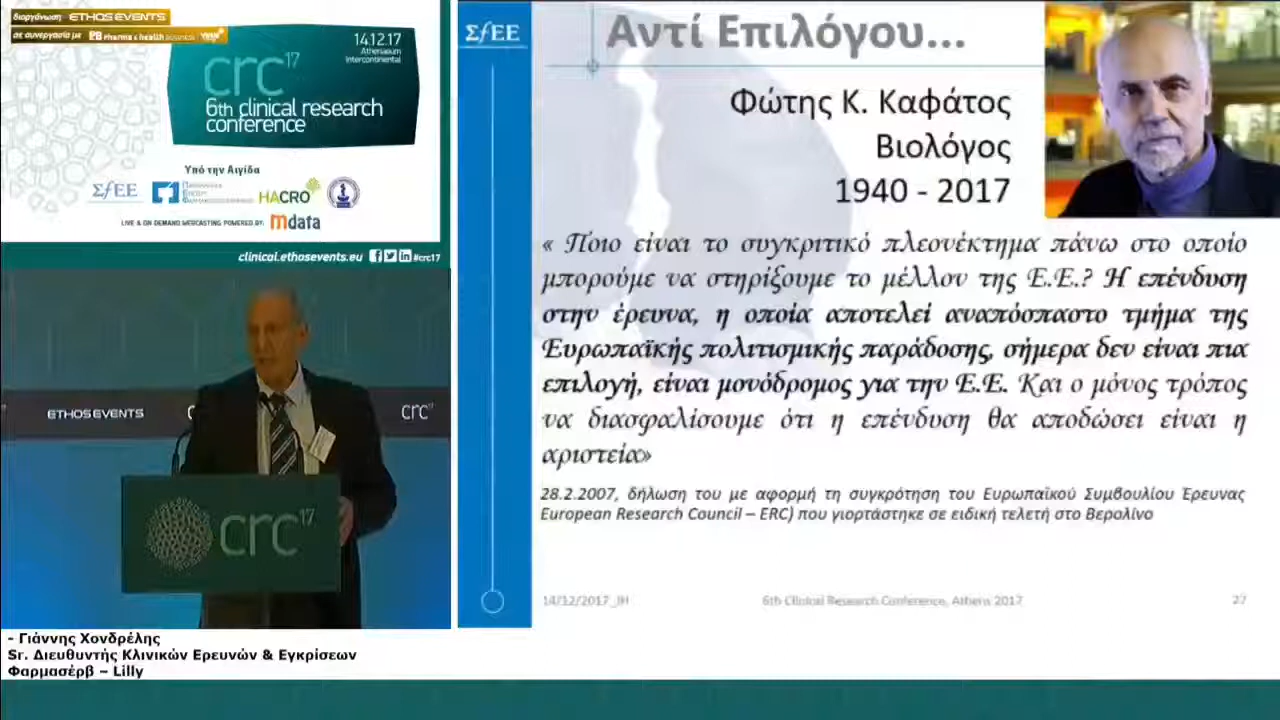 διοργάνωση ETHOS EVENTS
σε συνεργασία με pharma & health business
14.12.17
Athenaeum
Intercontinental
crc¹⁷
6th clinical research
conference
Υπό την Αιγίδα
ΣfΕΕ
HACRO
LIVE & ON DEMAND WEBCASTING POWERED BY: mdata
clinical.ethosevents.eu #crc17
ETHOS EVENTS
crc¹⁷
crc¹⁷
- Γιάννης Χονδρέλης
Sr. Διευθυντής Κλινικών Ερευνών & Εγκρίσεων
Φαρμασέρβ – Lilly
ΣfΕΕ
Αντί Επιλόγου...
Φώτης Κ. Καφάτος
Βιολόγος
1940 - 2017
« Ποιο είναι το συγκριτικό πλεονέκτημα πάνω στο οποίο
μπορούμε να στηρίξουμε το μέλλον της Ε.Ε.? Η επένδυση
στην έρευνα, η οποία αποτελεί αναπόσπαστο τμήμα της
Ευρωπαϊκής πολιτισμικής παράδοσης, σήμερα δεν είναι πια
επιλογή, είναι μονόδρομος για την Ε.Ε. Και ο μόνος τρόπος
να διασφαλίσουμε ότι η επένδυση θα αποδώσει είναι η
αριστεία»
28.2.2007, δήλωση του με αφορμή τη συγκρότηση του Ευρωπαϊκού Συμβουλίου Έρευνας
European Research Council – ERC) που γιορτάστηκε σε ειδική τελετή στο Βερολίνο
14/12/2017_IH 6th Clinical Research Conference, Athens 2017 27